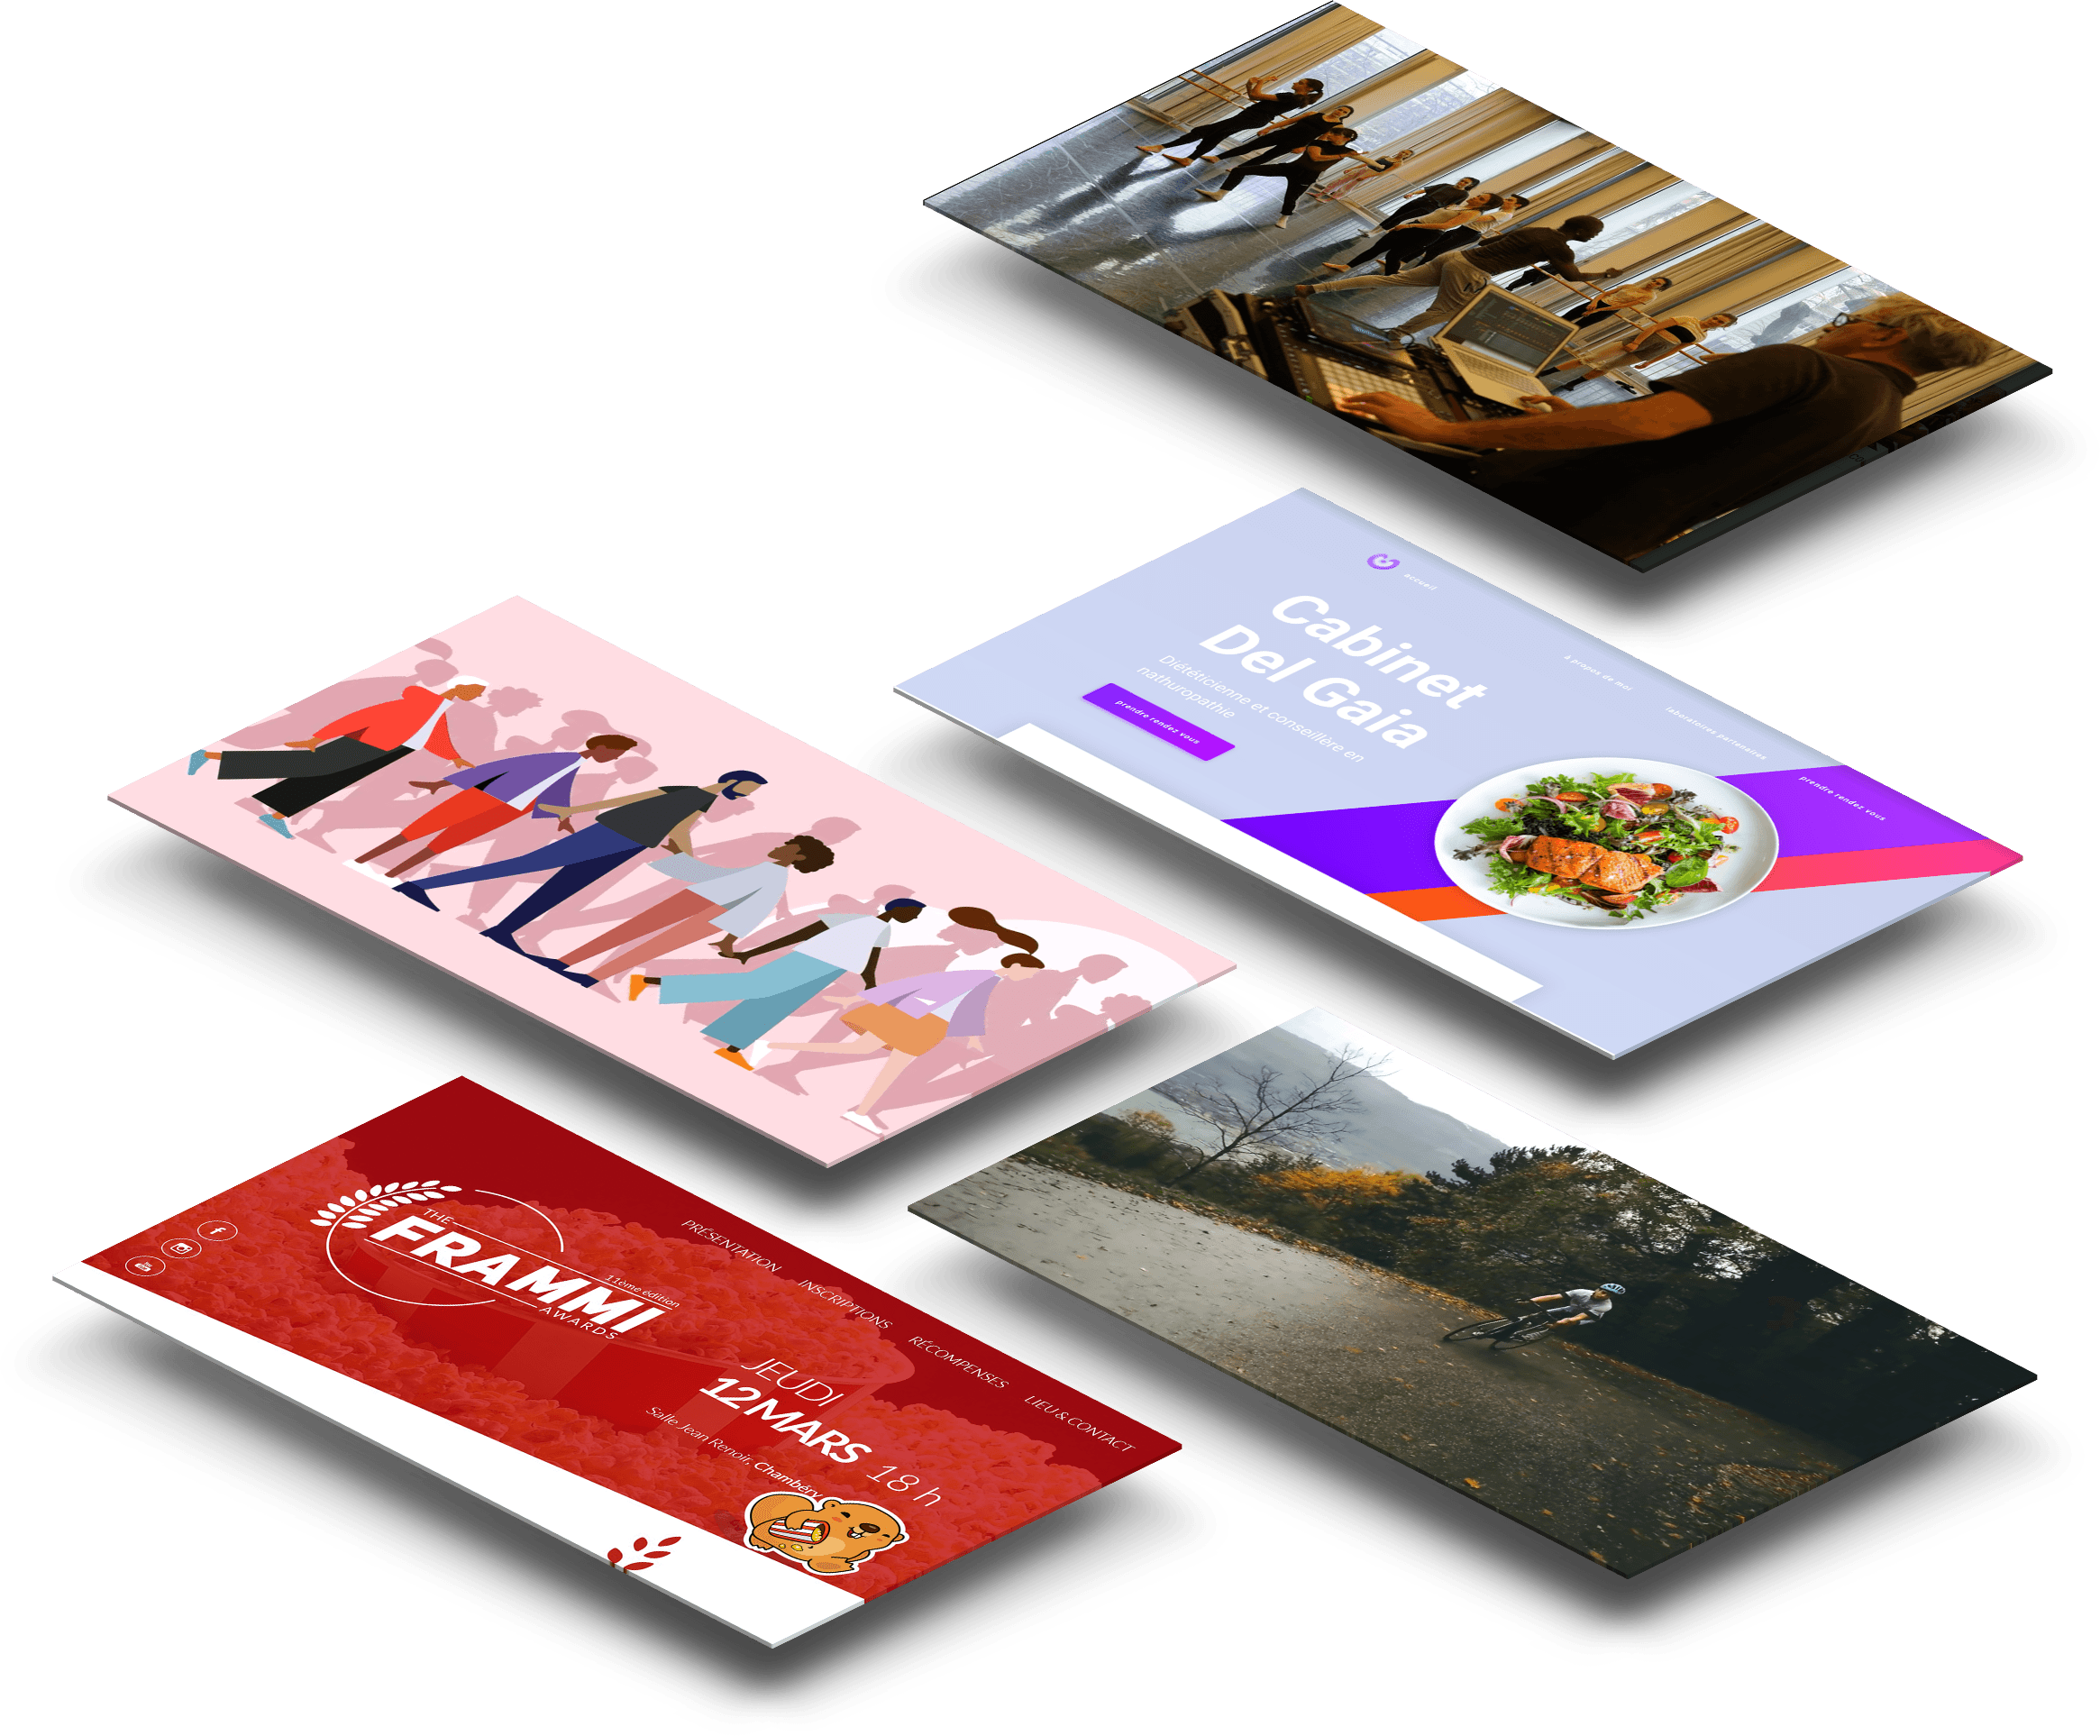 accueil
à propos de moi
laboratoires partenaires
prendre rendez vous
Cabinet
Del Gaia
Diététicienne et conseillère en
nathuropathie
prendre rendez vous
PRÉSENTATION
INSCRIPTIONS
RÉCOMPENSES
LIEU & CONTACT
THE
FRAMMI
11ème édition
AWARDS
JEUDI
12 MARS 18 h
Salle Jean Renoir, Chambéry